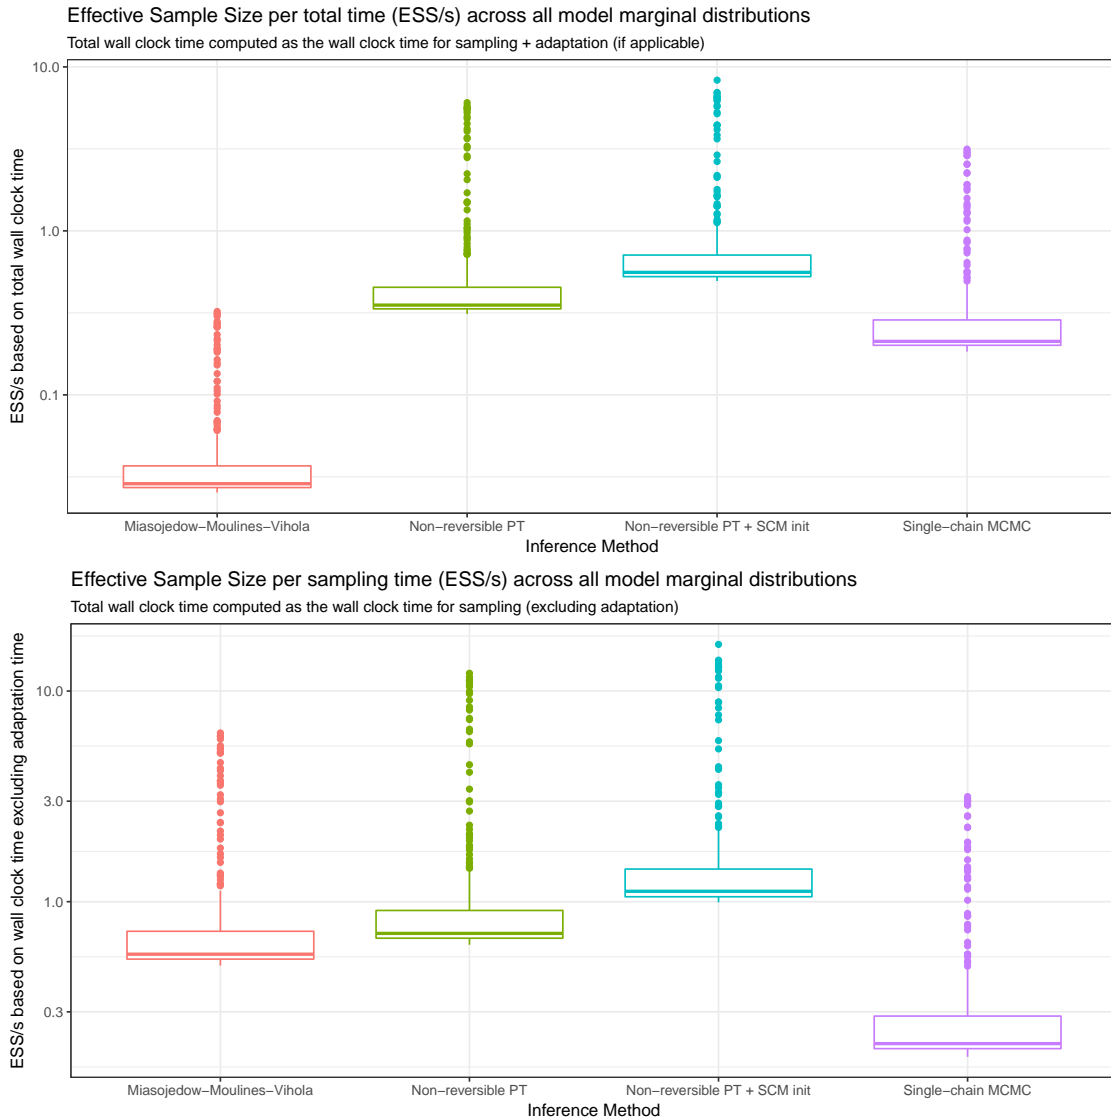 Effective Sample Size per total time (ESS/s) across all model marginal distributions
Total wall clock time computed as the wall clock time for sampling + adaptation (if applicable)
ESS/s based on total wall clock time
10.0
1.0
0.1
Miasojedow−Moulines−Vihola
Non−reversible PT
Non−reversible PT + SCM init
Single−chain MCMC
Inference Method
Effective Sample Size per sampling time (ESS/s) across all model marginal distributions
Total wall clock time computed as the wall clock time for sampling (excluding adaptation)
ESS/s based on wall clock time excluding adaptation time
10.0
3.0
1.0
0.3
Miasojedow−Moulines−Vihola
Non−reversible PT
Non−reversible PT + SCM init
Single−chain MCMC
Inference Method